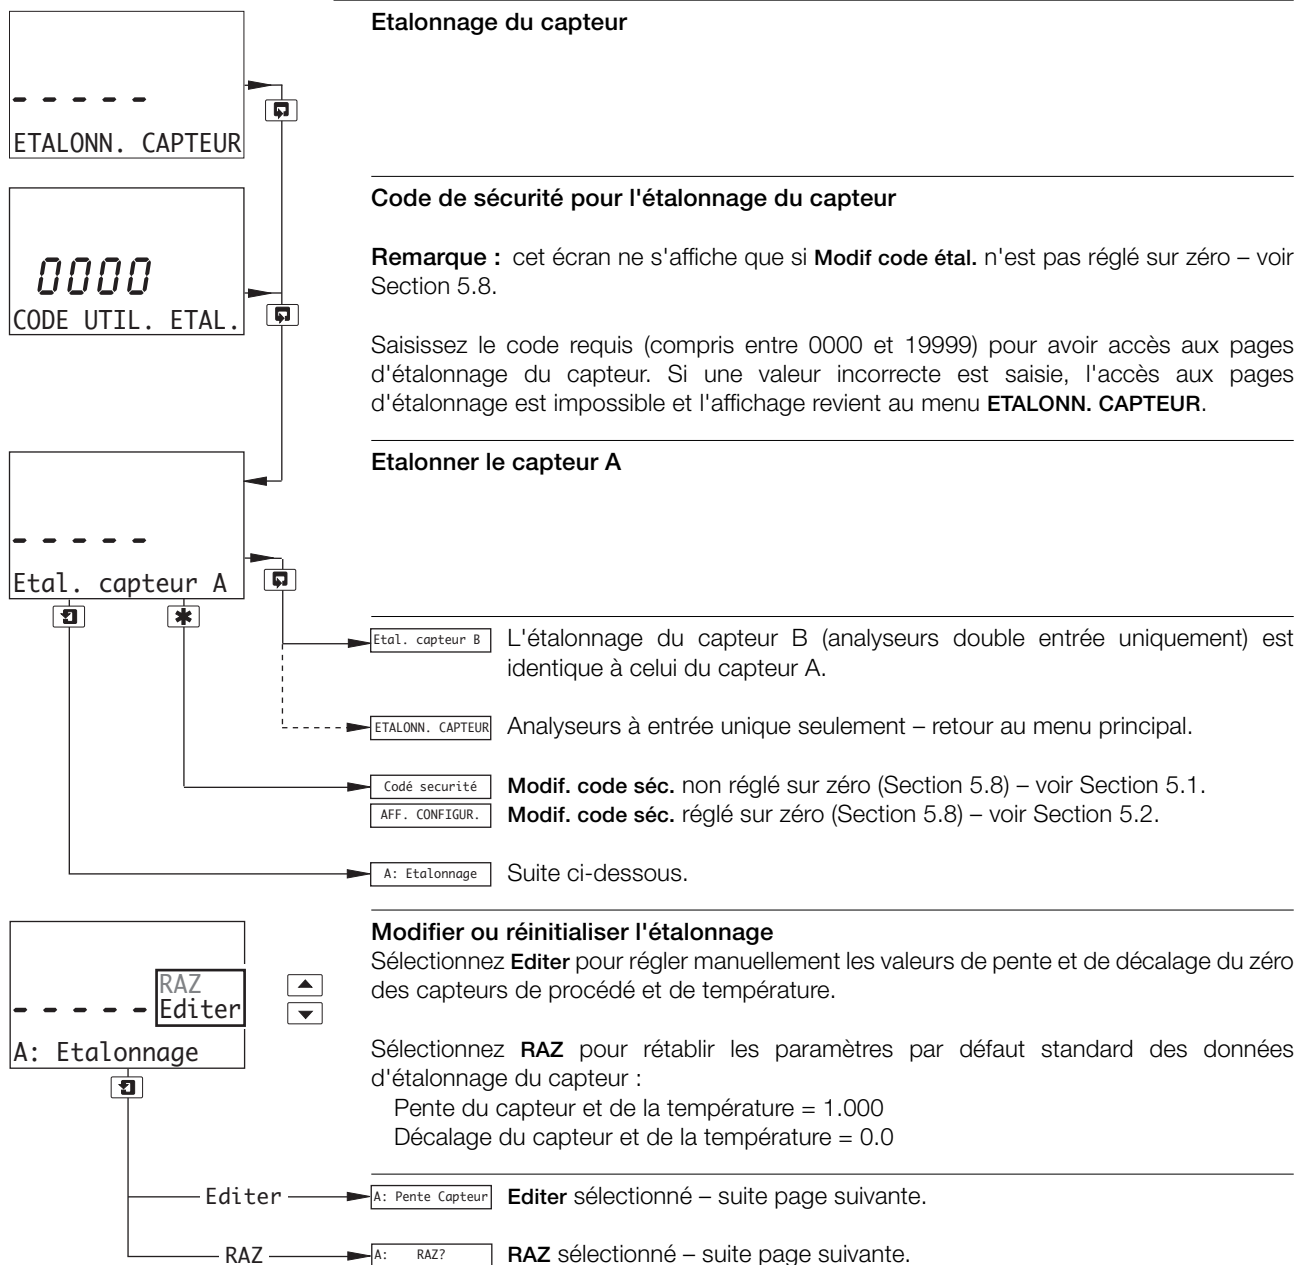 Etalonnage du capteur
- - - - -
ETALONN. CAPTEUR
Code de sécurité pour l'étalonnage du capteur
Remarque : cet écran ne s'affiche que si Modif code étal. n'est pas réglé sur zéro – voir
Section 5.8.
0000
CODE UTIL. ETAL.
Saisissez le code requis (compris entre 0000 et 19999) pour avoir accès aux pages
d'étalonnage du capteur. Si une valeur incorrecte est saisie, l'accès aux pages
d'étalonnage est impossible et l'affichage revient au menu ETALONN. CAPTEUR.
Etalonner le capteur A
- - - - -
Etal. capteur A
Etal. capteur B L'étalonnage du capteur B (analyseurs double entrée uniquement) est
identique à celui du capteur A.
ETALONN. CAPTEUR Analyseurs à entrée unique seulement – retour au menu principal.
Codé securité Modif. code séc. non réglé sur zéro (Section 5.8) – voir Section 5.1.
AFF. CONFIGUR. Modif. code séc. réglé sur zéro (Section 5.8) – voir Section 5.2.
A: Etalonnage Suite ci-dessous.
Modifier ou réinitialiser l'étalonnage
Sélectionnez Editer pour régler manuellement les valeurs de pente et de décalage du zéro
des capteurs de procédé et de température.
RAZ
- - - - - Editer
A: Etalonnage
Sélectionnez RAZ pour rétablir les paramètres par défaut standard des données
d'étalonnage du capteur :
Pente du capteur et de la température = 1.000
Décalage du capteur et de la température = 0.0
Editer A: Pente Capteur Editer sélectionné – suite page suivante.
RAZ A: RAZ? RAZ sélectionné – suite page suivante.